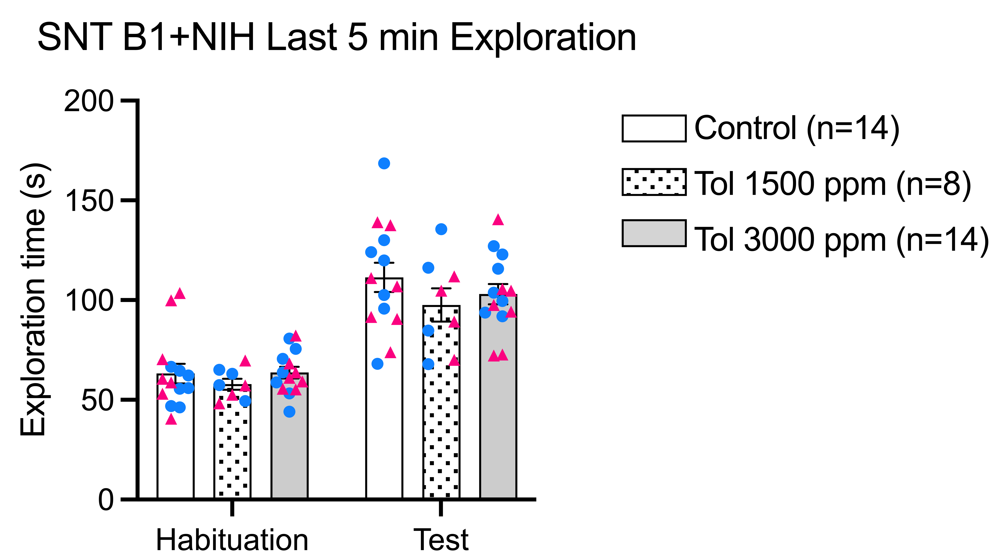 SNT B1+NIH Last 5 min Exploration
Exploration time (s)
200
150
100
50
0
Habituation
Test
Control (n=14)
Tol 1500 ppm (n=8)
Tol 3000 ppm (n=14)